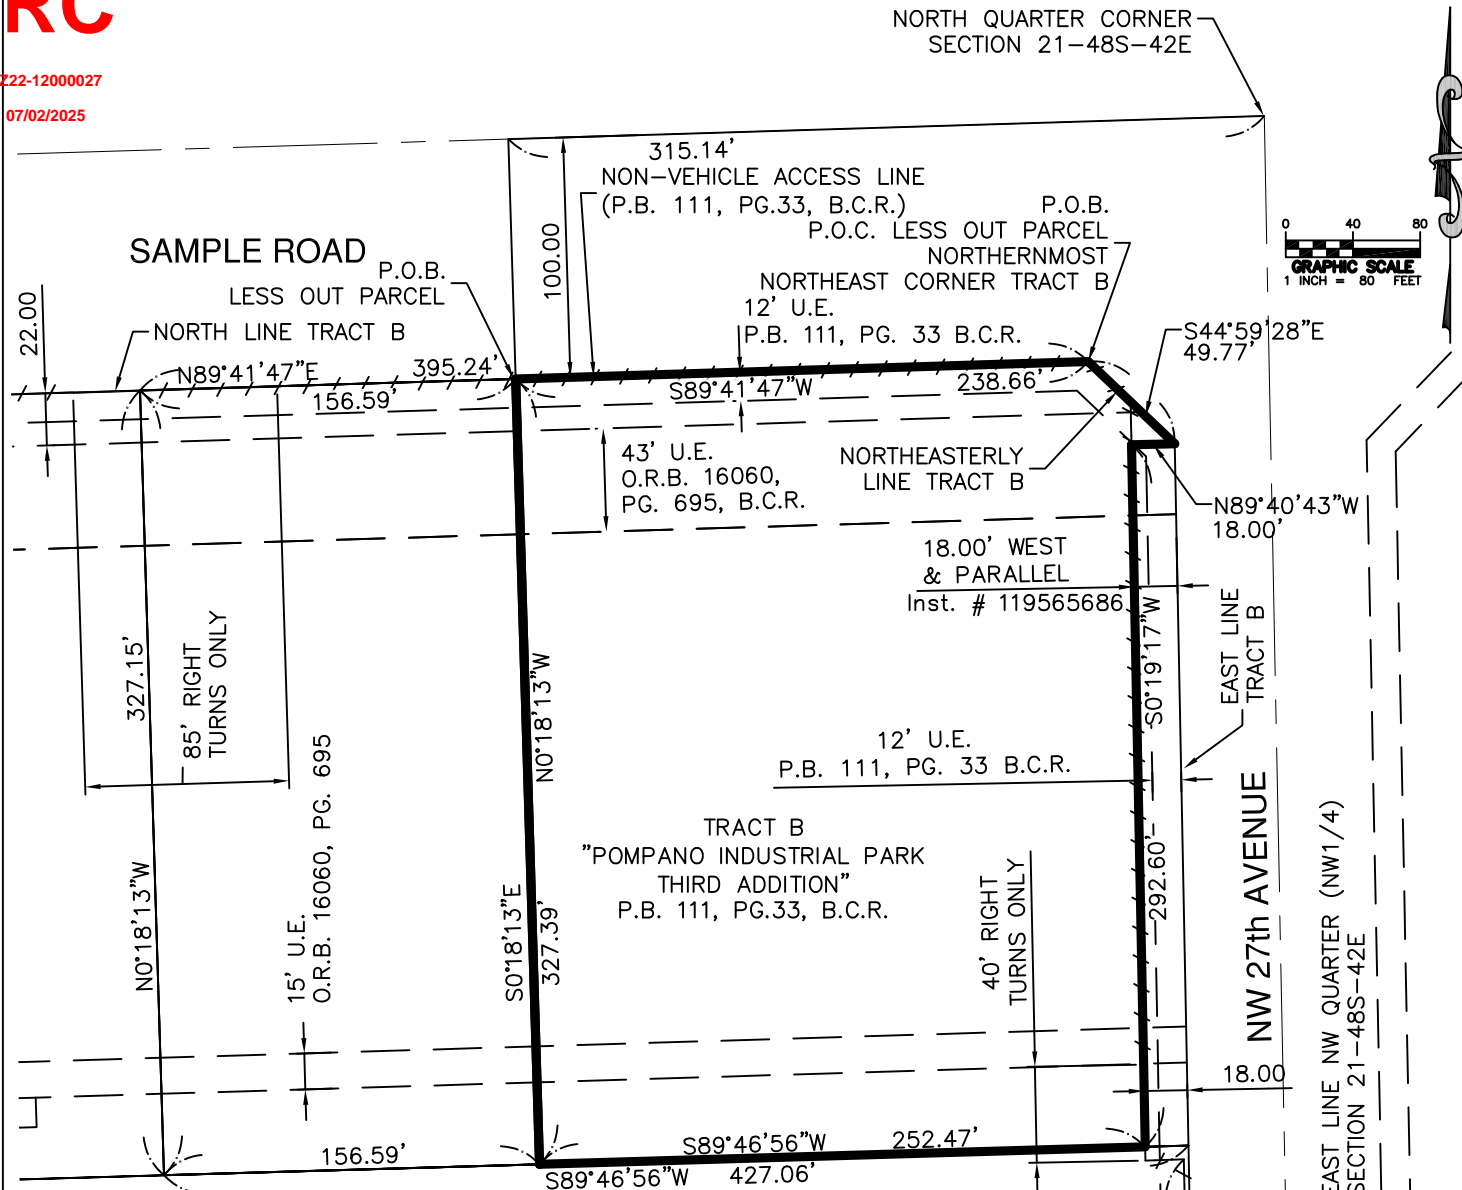 RC
Z22-12000027
07/02/2025
NORTH QUARTER CORNER
SECTION 21-48S-42E
315.14'
NON-VEHICLE ACCESS LINE
(P.B. 111, PG.33, B.C.R.)
100.00
P.O.B.
P.O.C. LESS OUT PARCEL
NORTHERNMOST
NORTHEAST CORNER TRACT B
0 40 80
GRAPHIC SCALE
1 INCH = 80 FEET
SAMPLE ROAD
P.O.B.
LESS OUT PARCEL
22.00
NORTH LINE TRACT B
12' U.E.
P.B. 111, PG. 33 B.C.R.
S44°59'28"E
49.77'
N89°41'47"E
395.24'
156.59'
S89°41'47"W
238.66'
43' U.E.
O.R.B. 16060,
PG. 695, B.C.R.
NORTHEASTERLY
LINE TRACT B
N89°40'43"W
18.00'
18.00' WEST
& PARALLEL
Inst. # 119565686
EAST LINE
TRACT B
S0°19'17"W
292.60'
327.15'
N0°18'13"W
85' RIGHT
TURNS ONLY
N0°18'13"W
12' U.E.
P.B. 111, PG. 33 B.C.R.
15' U.E.
O.R.B. 16060, PG. 695
TRACT B
"POMPANO INDUSTRIAL PARK
THIRD ADDITION"
P.B. 111, PG.33, B.C.R.
S0°18'13"E
327.39'
40' RIGHT
TURNS ONLY
NW 27th AVENUE
EAST LINE NW QUARTER (NW1/4)
SECTION 21-48S-42E
18.00
156.59'
S89°46'56"W
252.47'
S89°46'56"W
427.06'